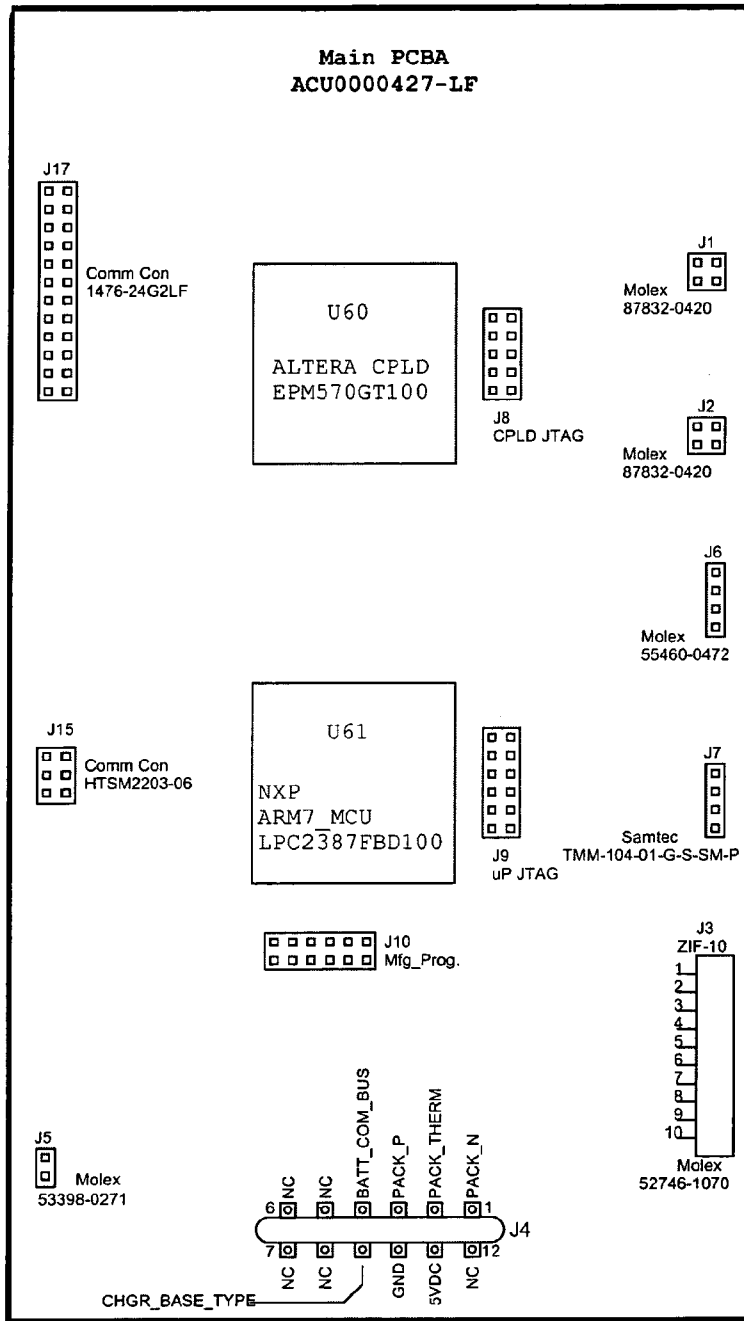 Main PCBA
ACU0000427-LF
J17
Comm Con
1476-24G2LF
U60
ALTERA CPLD
EPM570GT100
J8
CPLD JTAG
J1
Molex
87832-0420
J2
Molex
87832-0420
J6
Molex
55460-0472
J15
Comm Con
HTSM2203-06
U61
NXP
ARM7_MCU
LPC2387FBD100
J9
uP JTAG
J7
Samtec
TMM-104-01-G-S-SM-P
J10
Mfg_Prog.
J3
ZIF-10
1
2
3
4
5
6
7
8
9
10
Molex
52746-1070
J5
Molex
53398-0271
NC
NC
BATT_COM_BUS
PACK_P
PACK_THERM
PACK_N
6
1
J4
7
12
NC
NC
GND
5VDC
NC
CHGR_BASE_TYPE